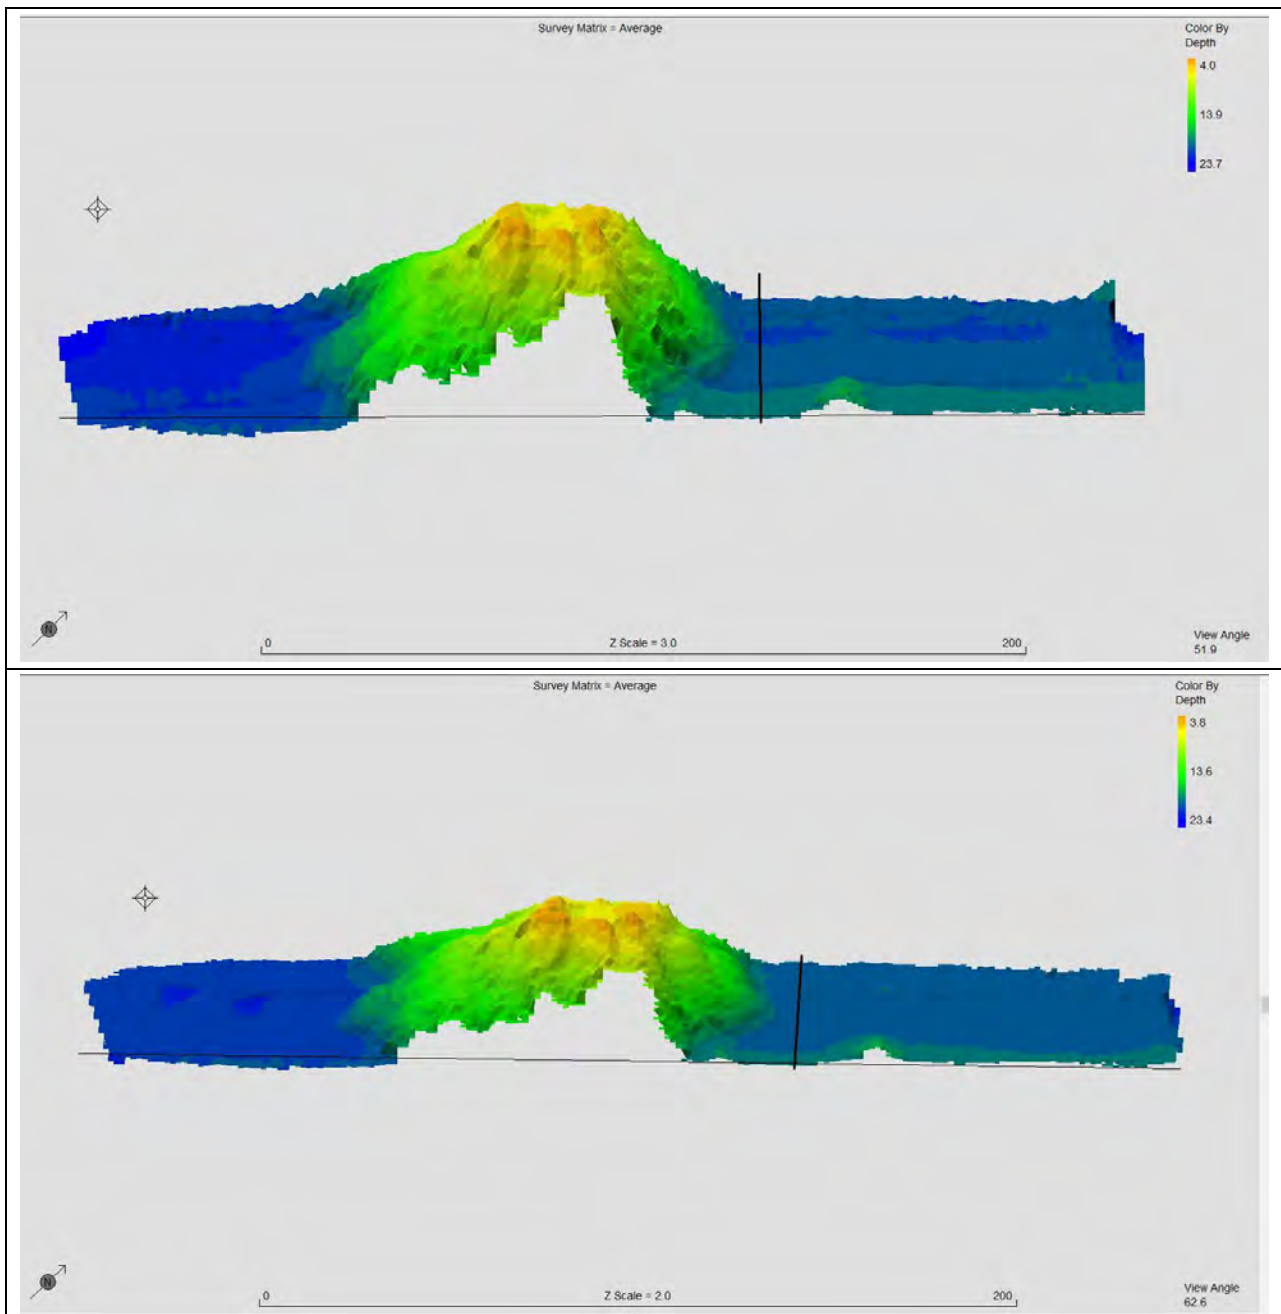 Survey Matrix = Average
Color By
Depth
4.0
13.9
23.7
N
0
Z Scale = 3.0
200
View Angle
51.9
Survey Matrix = Average
Color By
Depth
3.8
13.6
23.4
N
0
Z Scale = 2.0
200
View Angle
62.6